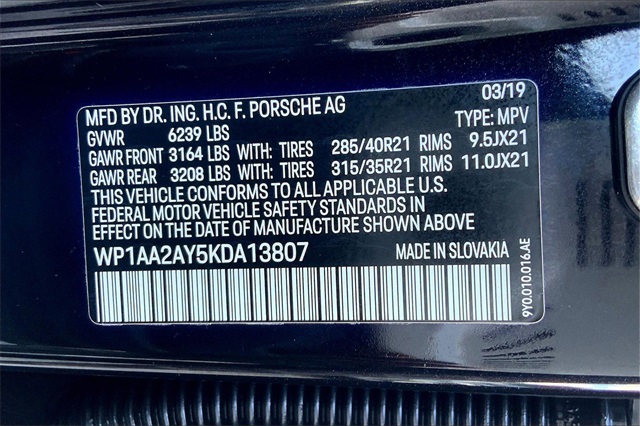 MFD BY DR. ING. H.C. F. PORSCHE AG 03/19
GVWR 6239 LBS TYPE: MPV
GAWR FRONT 3164 LBS WITH: TIRES 285/40R21 RIMS 9.5JX21
GAWR REAR 3208 LBS WITH: TIRES 315/35R21 RIMS 11.0JX21
THIS VEHICLE CONFORMS TO ALL APPLICABLE U.S.
FEDERAL MOTOR VEHICLE SAFETY STANDARDS IN
EFFECT ON THE DATE OF MANUFACTURE SHOWN ABOVE
WP1AA2AY5KDA13807 MADE IN SLOVAKIA
9Y0.010.016.AE